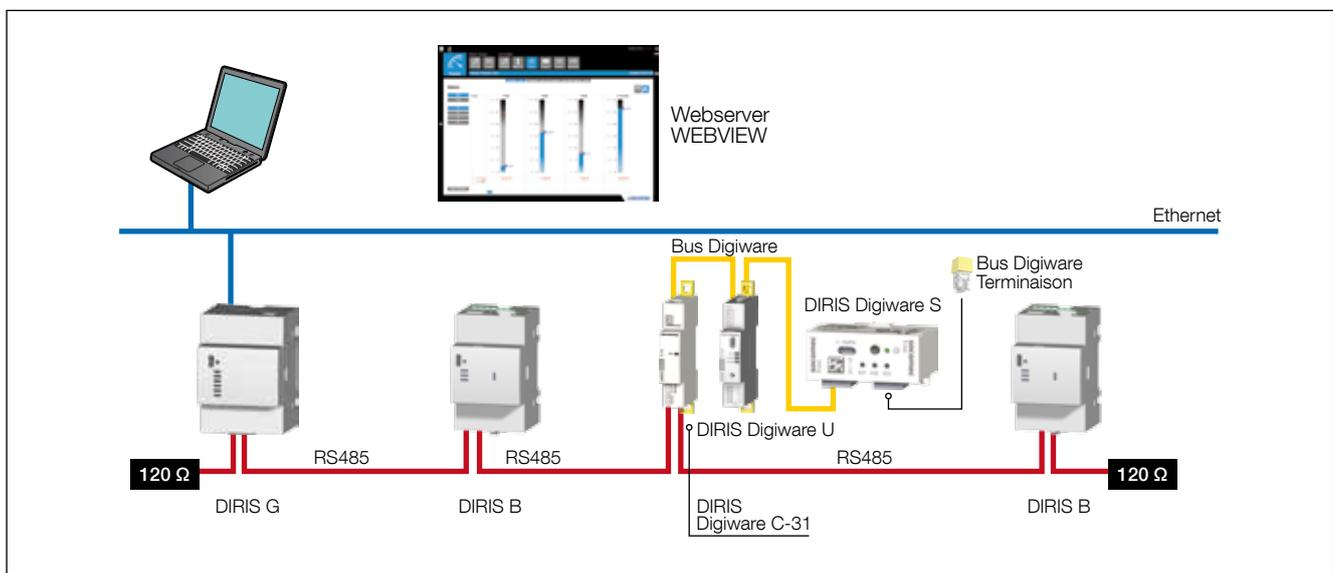 Webserver
WEBVIEW
Ethernet
Bus Digiware
Bus Digiware
Terminaison
DIRIS Digiware S
DIRIS Digiware U
RS485
RS485
RS485
120 Ω
120 Ω
DIRIS G
DIRIS B
DIRIS
Digiware C-31
DIRIS B